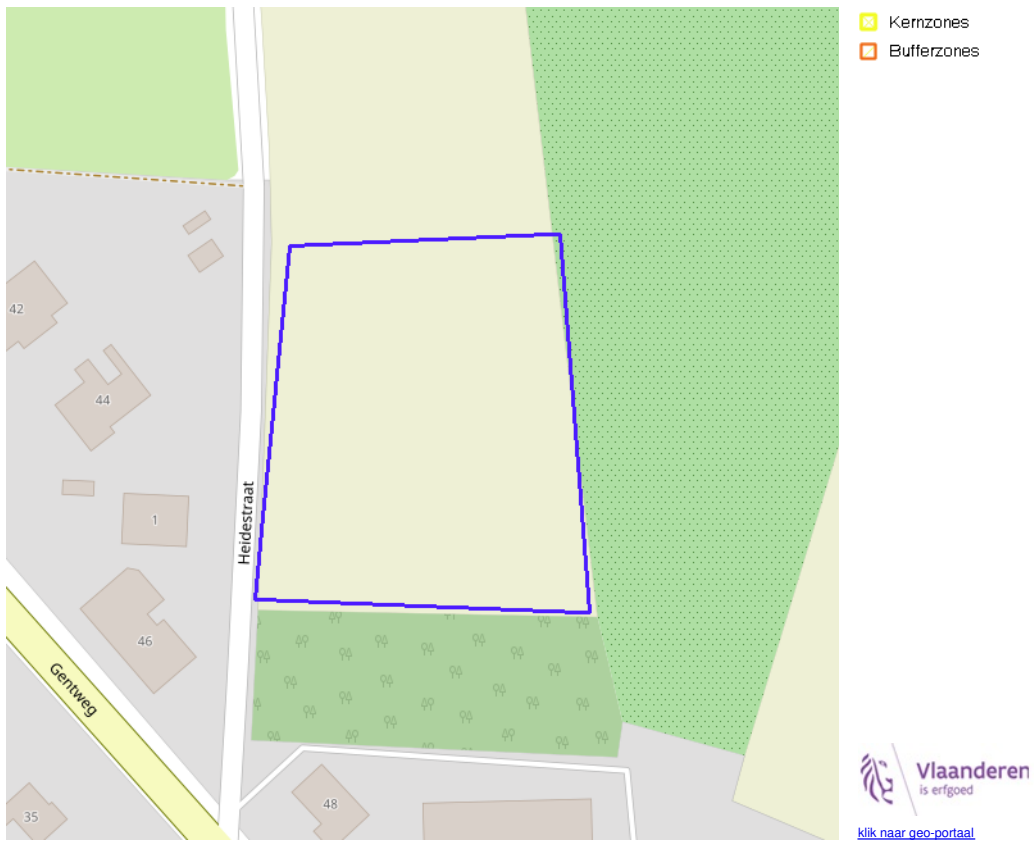 Kernzones
Bufferzones
42
44
Heidestraat
1
46
Gentweg
35
48
Vlaanderen
is erfgoed
klik naar geo-portaal